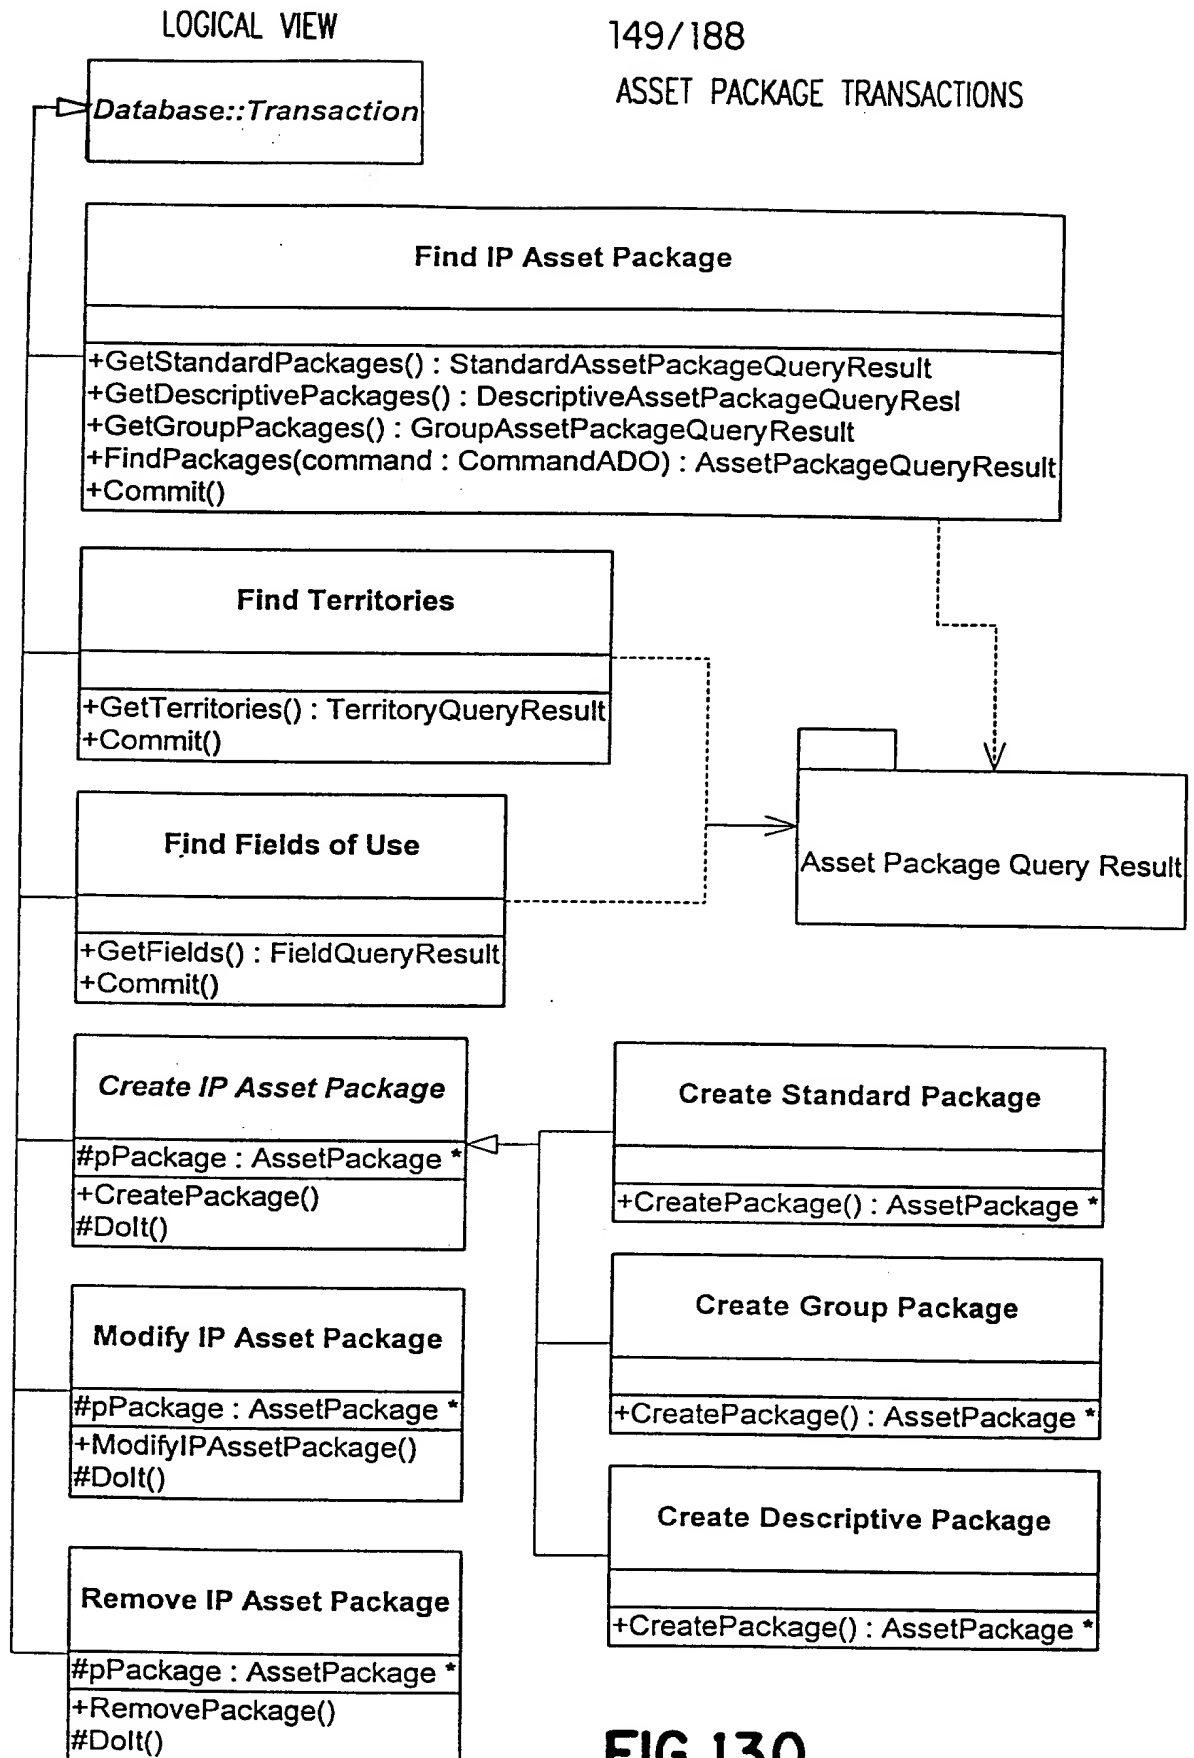 LOGICAL VIEW
149/188
ASSET PACKAGE TRANSACTIONS
Database::Transaction
Find IP Asset Package
+GetStandardPackages() : StandardAssetPackageQueryResult
+GetDescriptivePackages() : DescriptiveAssetPackageQueryResl
+GetGroupPackages() : GroupAssetPackageQueryResult
+FindPackages(command : CommandADO) : AssetPackageQueryResult
+Commit()
Find Territories
+GetTerritories() : TerritoryQueryResult
+Commit()
Asset Package Query Result
Find Fields of Use
+GetFields() : FieldQueryResult
+Commit()
Create IP Asset Package
#pPackage : AssetPackage *
+CreatePackage()
#DoIt()
Create Standard Package
+CreatePackage() : AssetPackage *
Create Group Package
+CreatePackage() : AssetPackage *
Modify IP Asset Package
#pPackage : AssetPackage *
+ModifyIPAssetPackage()
#DoIt()
Create Descriptive Package
+CreatePackage() : AssetPackage *
Remove IP Asset Package
#pPackage : AssetPackage *
+RemovePackage()
#DoIt()
FIG.130